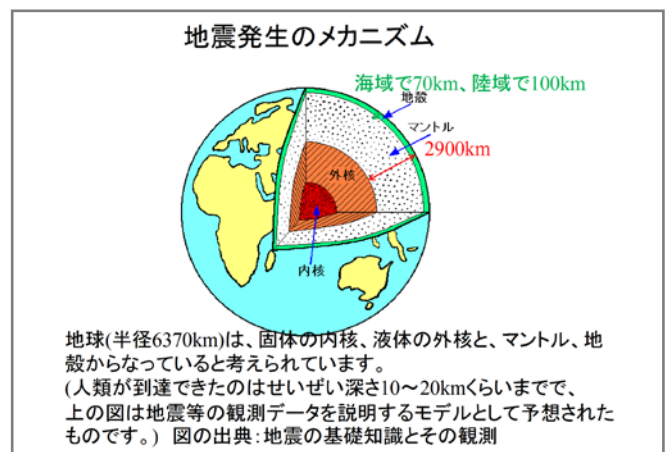 地震発生のメカニズム
海域で70km、陸域で100km
地殻
マントル
2900km
外核
内核
地球(半径6370km)は、固体の内核、液体の外核と、マントル、地
殻からなっていると考えられています。
(人類が到達できたのはせいぜい深さ10～20kmくらいまでで、
上の図は地震等の観測データを説明するモデルとして予想された
ものです。) 図の出典:地震の基礎知識とその観測